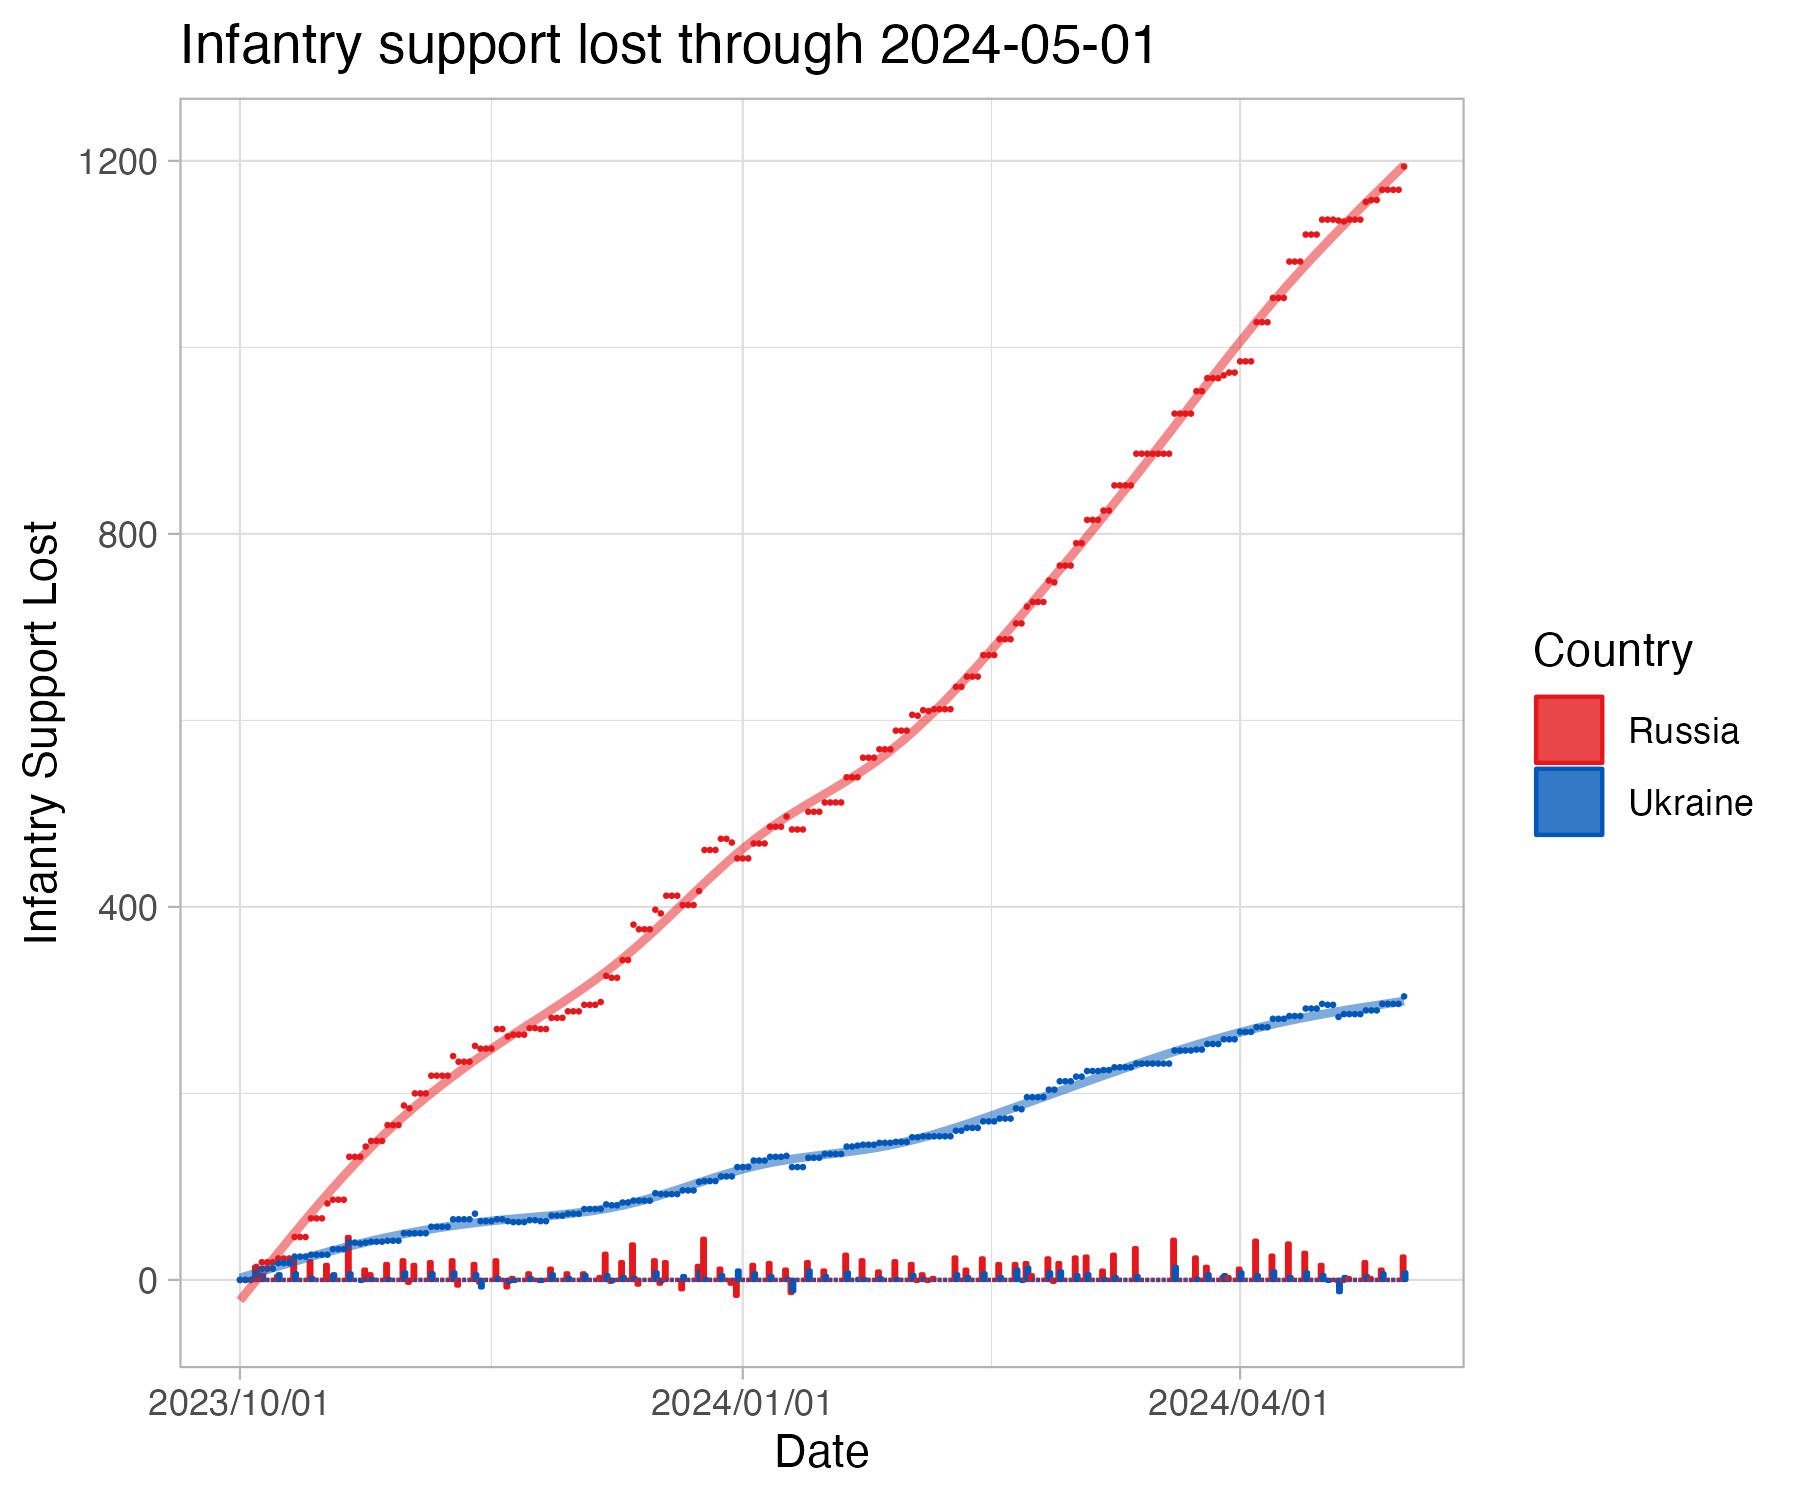 Infantry support lost through 2024-05-01
Infantry Support Lost
1200
800
400
0
2023/10/01
2024/01/01
2024/04/01
Date
Country
Russia
Ukraine